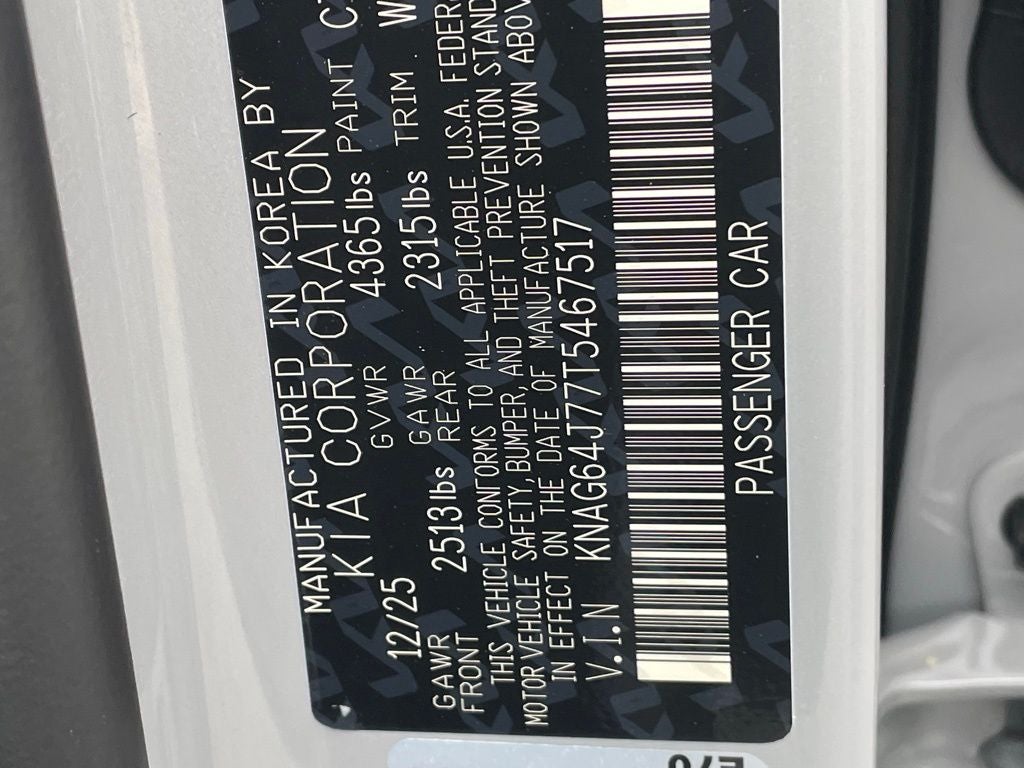 MANUFACTURED IN KOREA BY
KIA CORPORATION
12/25 GVWR 4365lbs PAINT
GAWR FRONT 2513lbs GAWR REAR 2315lbs TRIM
THIS VEHICLE CONFORMS TO ALL APPLICABLE U.S.A. FEDER
MOTOR VEHICLE SAFETY, BUMPER, AND THEFT PREVENTION STAND
IN EFFECT ON THE DATE OF MANUFACTURE SHOWN ABOV
V.I.N KNAG64J77T5467517
PASSENGER CAR